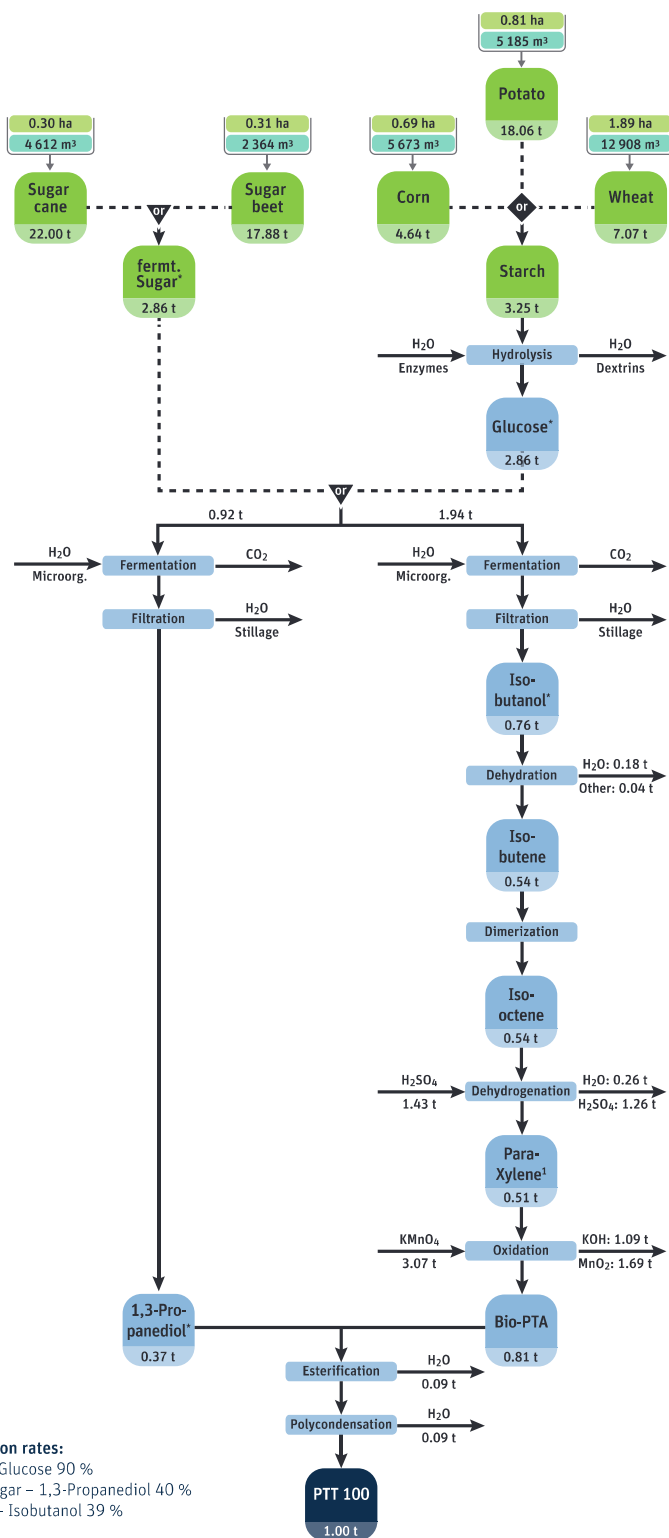 0.81 ha
5 185 m³
Potato
18.06 t
0.30 ha
4 612 m³
Sugar
cane
22.00 t
0.31 ha
2 364 m³
Sugar
beet
17.88 t
0.69 ha
5 673 m³
Corn
4.64 t
1.89 ha
12 908 m³
Wheat
7.07 t
or
or
fermt.
Sugar*
2.86 t
Starch
3.25 t
H₂O
Enzymes
Hydrolysis
H₂O
Dextrins
Glucose*
2.86 t
or
0.92 t
1.94 t
H₂O
Microorg.
Fermentation
CO₂
H₂O
Microorg.
Fermentation
CO₂
Filtration
H₂O
Stillage
Filtration
H₂O
Stillage
Iso-
butanol*
0.76 t
Dehydration
H₂O: 0.18 t
Other: 0.04 t
Iso-
butene
0.54 t
Dimerization
Iso-
octene
0.54 t
H₂SO₄
1.43 t
Dehydrogenation
H₂O: 0.26 t
H₂SO₄: 1.26 t
Para-
Xylene¹
0.51 t
KMnO₄
3.07 t
Oxidation
KOH: 1.09 t
MnO₂: 1.69 t
1,3-Pro-
panediol*
0.37 t
Bio-PTA
0.81 t
Esterification
H₂O
0.09 t
Polycondensation
H₂O
0.09 t
PTT 100
1.00 t
on rates:
Glucose 90 %
gar – 1,3-Propanediol 40 %
- Isobutanol 39 %